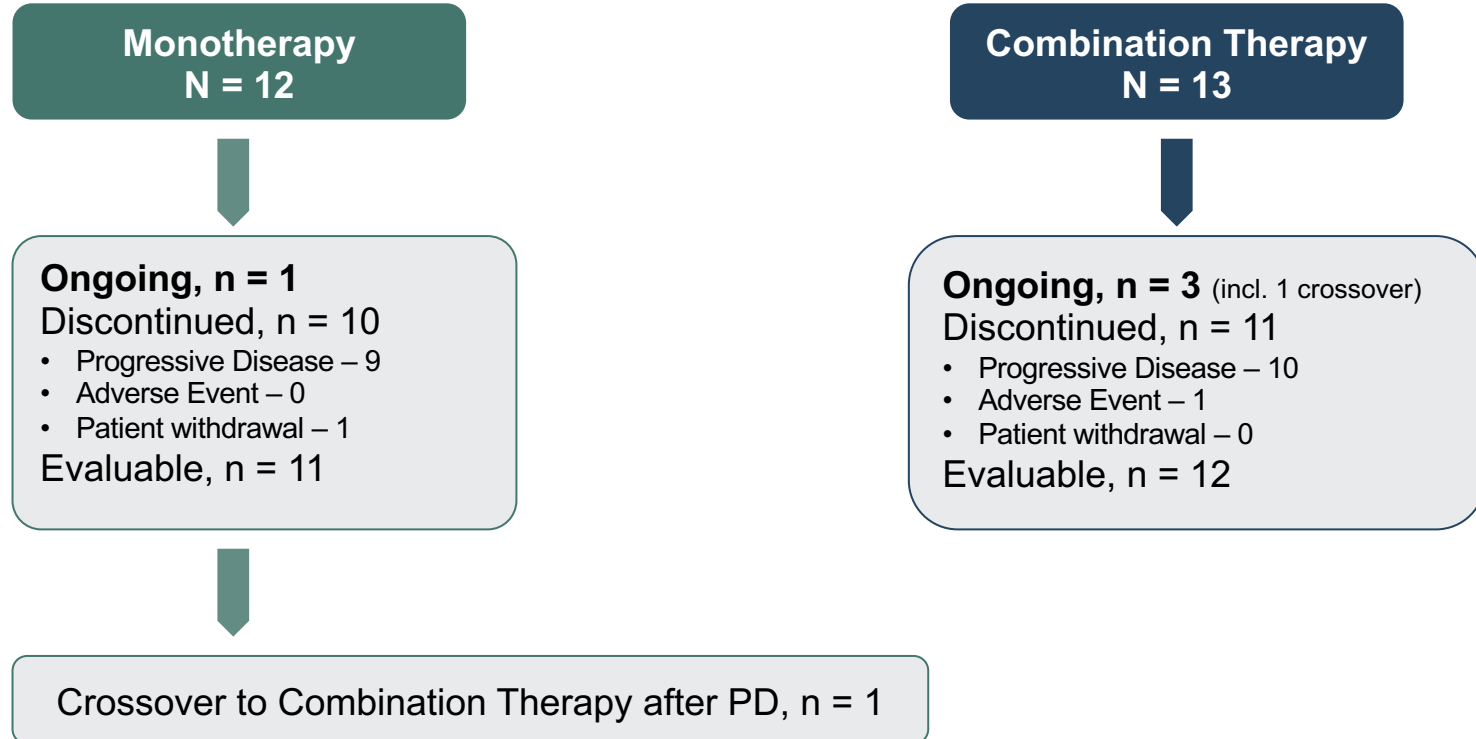 Monotherapy
N = 12
Combination Therapy
N = 13
Ongoing, n = 1
Discontinued, n = 10
• Progressive Disease – 9
• Adverse Event – 0
• Patient withdrawal – 1
Evaluable, n = 11
Ongoing, n = 3 (incl. 1 crossover)
Discontinued, n = 11
• Progressive Disease – 10
• Adverse Event – 1
• Patient withdrawal – 0
Evaluable, n = 12
Crossover to Combination Therapy after PD, n = 1